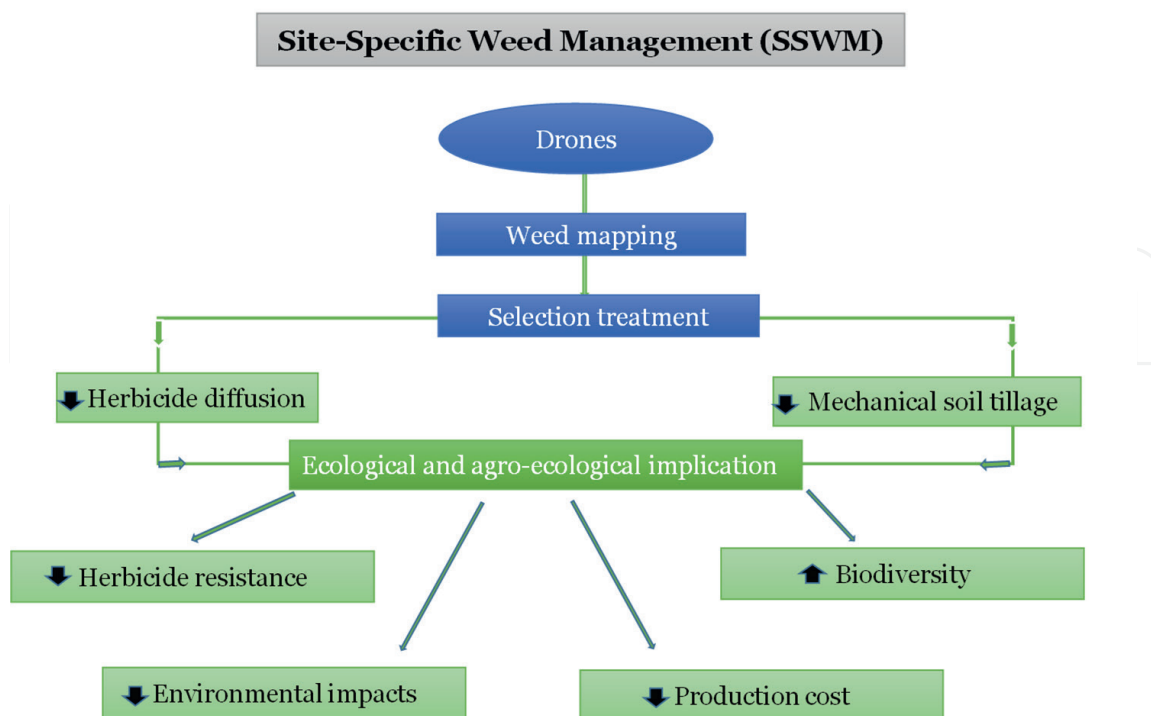 Site-Specific Weed Management (SSWM)
Drones
Weed mapping
Selection treatment
Herbicide diffusion
Mechanical soil tillage
Ecological and agro-ecological implication
Herbicide resistance
Biodiversity
Environmental impacts
Production cost